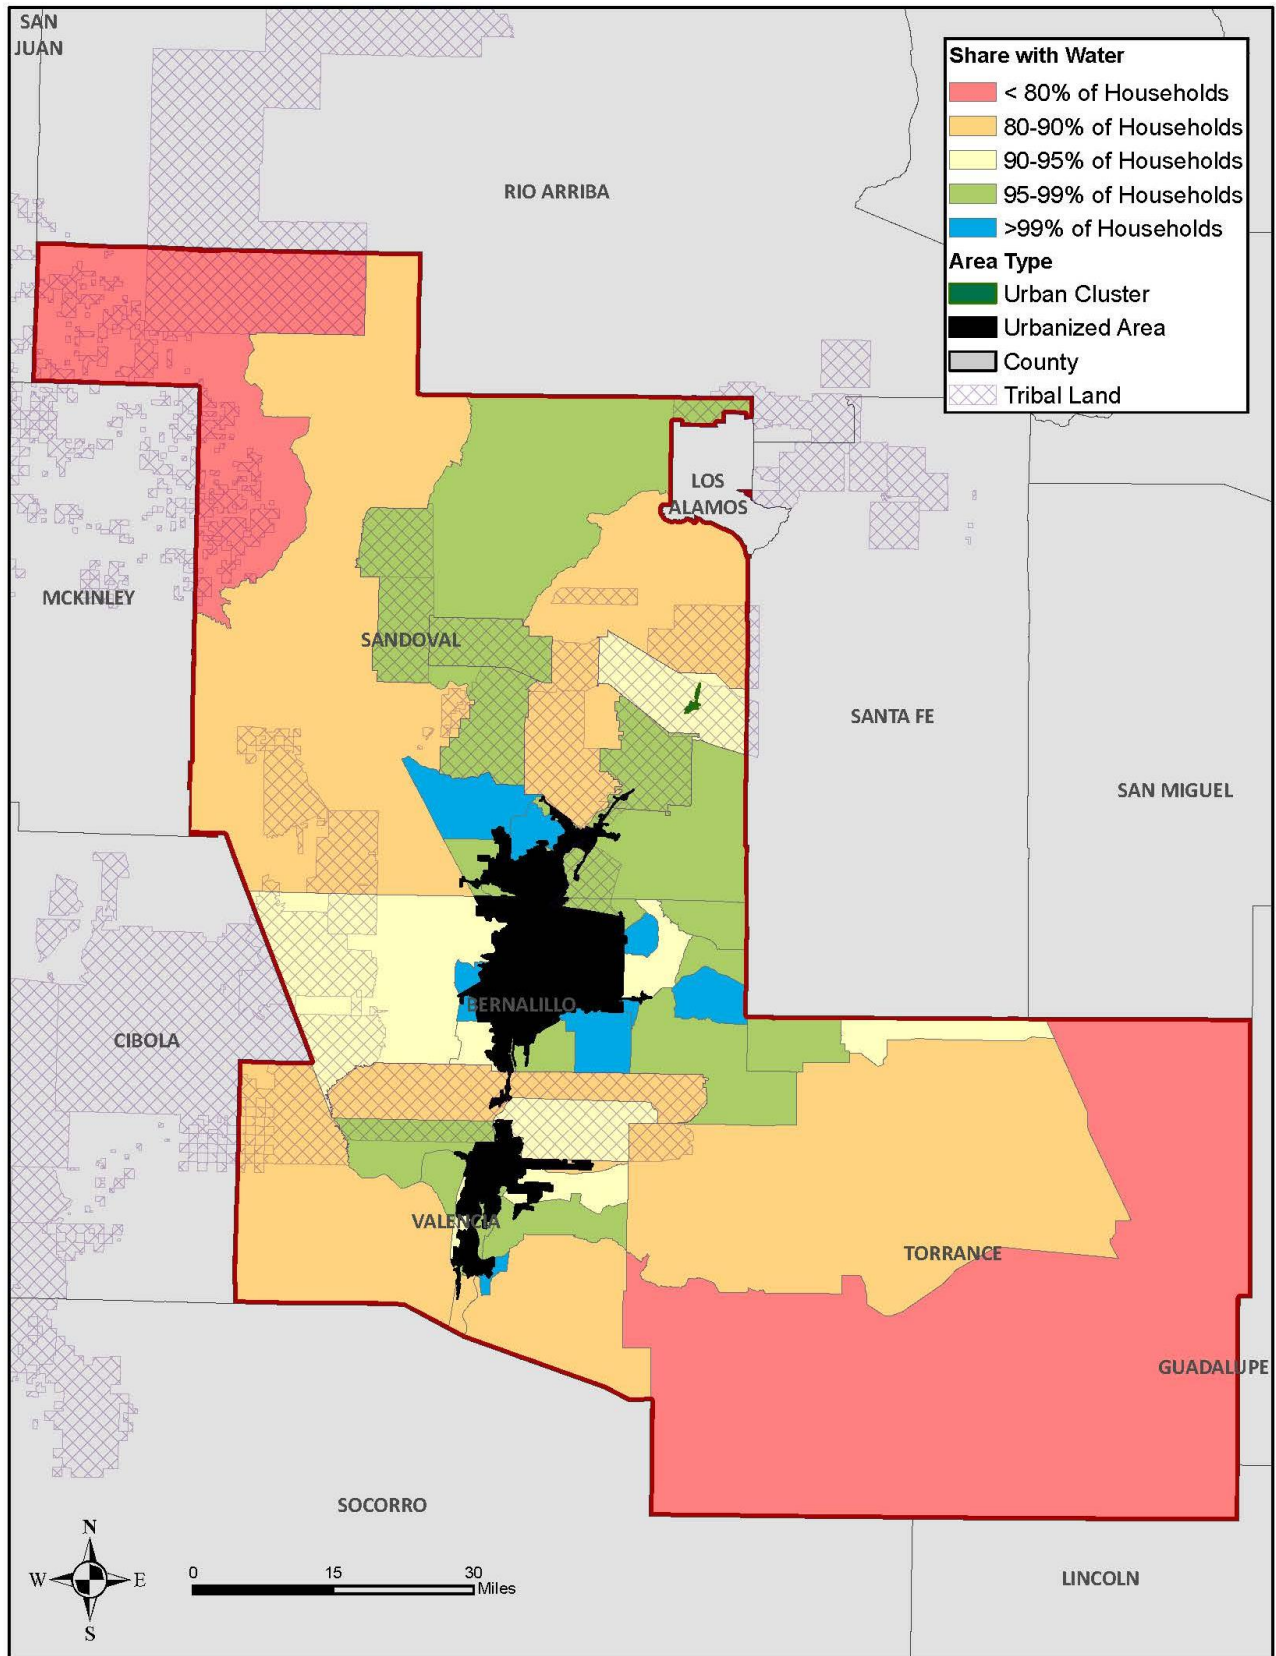 SAN
JUAN
Share with Water
< 80% of Households
80-90% of Households
90-95% of Households
95-99% of Households
>99% of Households
Area Type
Urban Cluster
Urbanized Area
County
Tribal Land
RIO ARRIBA
LOS
ALAMOS
MCKINLEY
SANDOVAL
SANTA FE
SAN MIGUEL
BERNALILLO
CIBOLA
VALENCIA
TORRANCE
GUADALUPE
SOCORRO
LINCOLN
N
W E
S
0 15 30
Miles